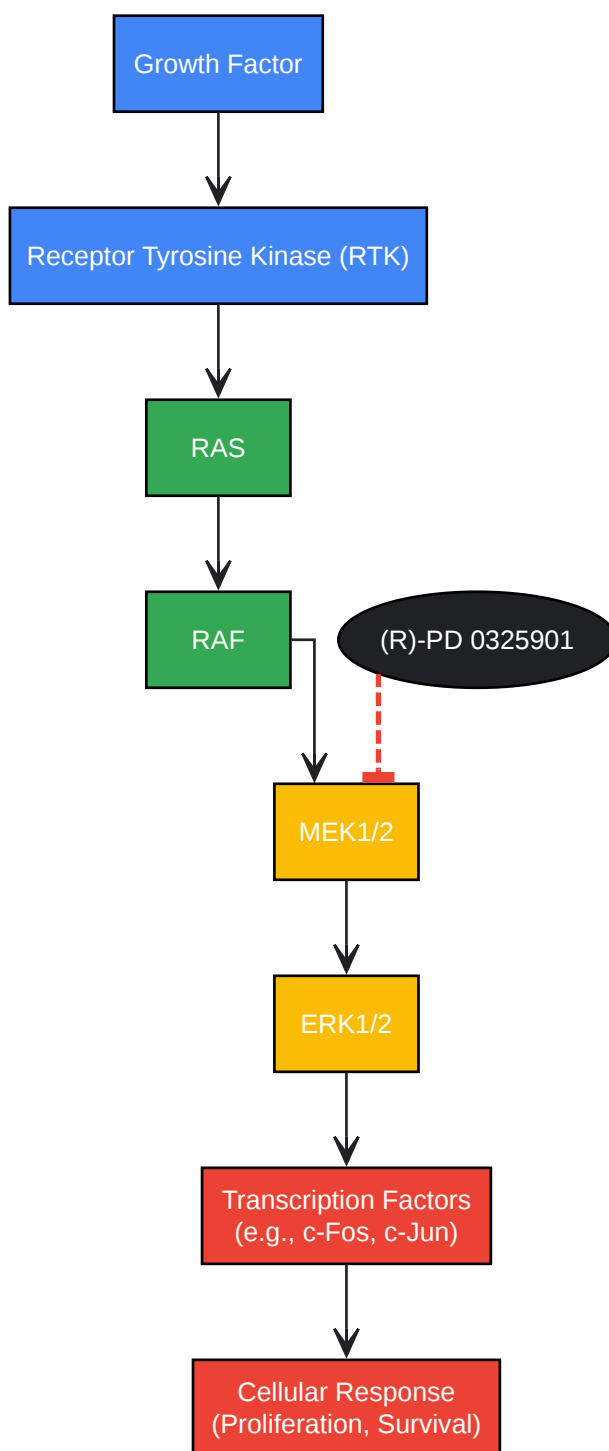 Growth Factor
Receptor Tyrosine Kinase (RTK)
RAS
RAF
(R)-PD 0325901
MEK1/2
ERK1/2
Transcription Factors
(e.g., c-Fos, c-Jun)
Cellular Response
(Proliferation, Survival)